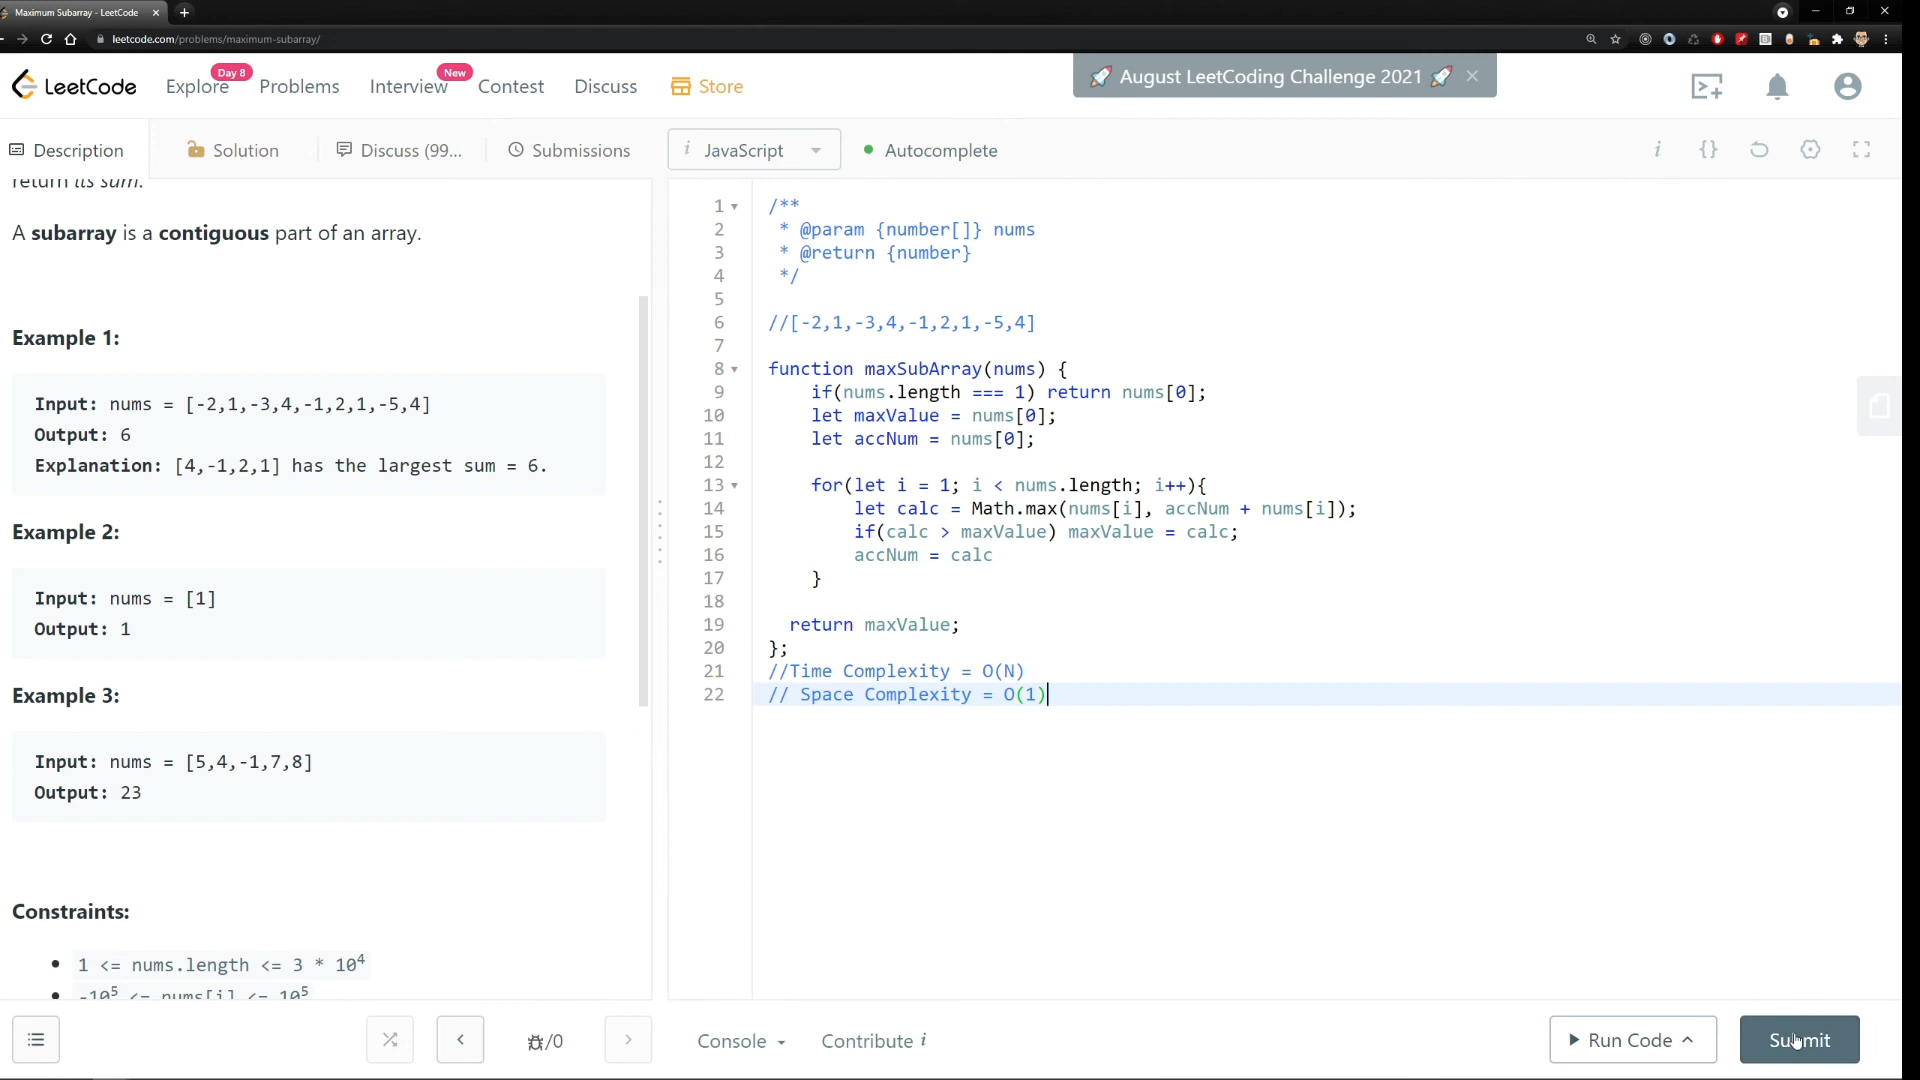 Maximum Subarray - LeetCode
leetcode.com/problems/maximum-subarray/
LeetCode
Explore
Day 8
Problems
Interview
New
Contest
Discuss
Store
🚀 August LeetCoding Challenge 2021 🚀
Description
Solution
Discuss (99...
Submissions
i JavaScript
Autocomplete
return its sum.
A subarray is a contiguous part of an array.
Example 1:
Input: nums = [-2,1,-3,4,-1,2,1,-5,4]
Output: 6
Explanation: [4,-1,2,1] has the largest sum = 6.
Example 2:
Input: nums = [1]
Output: 1
Example 3:
Input: nums = [5,4,-1,7,8]
Output: 23
Constraints:
1 <= nums.length <= 3 * 10⁴
-10⁵ <= nums[i] <= 10⁵
1 /**
2 * @param {number[]} nums
3 * @return {number}
4 */
5
6 //[-2,1,-3,4,-1,2,1,-5,4]
7
8 function maxSubArray(nums) {
9 if(nums.length === 1) return nums[0];
10 let maxValue = nums[0];
11 let accNum = nums[0];
12
13 for(let i = 1; i < nums.length; i++){
14 let calc = Math.max(nums[i], accNum + nums[i]);
15 if(calc > maxValue) maxValue = calc;
16 accNum = calc
17 }
18
19 return maxValue;
20 };
21 //Time Complexity = O(N)
22 // Space Complexity = O(1)
/0
Console
Contribute i
Run Code
Submit